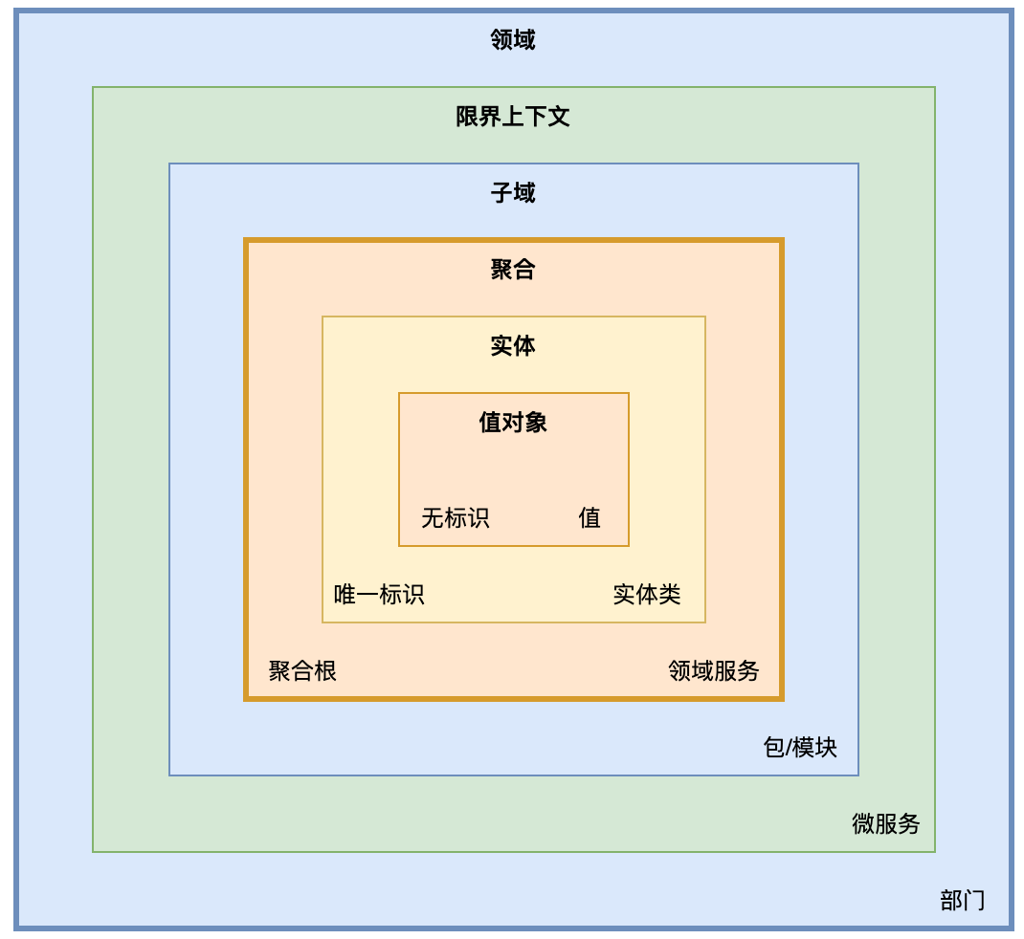 领域
限界上下文
子域
聚合
实体
值对象
无标识 值
唯一标识 实体类
聚合根 领域服务
包/模块
微服务
部门